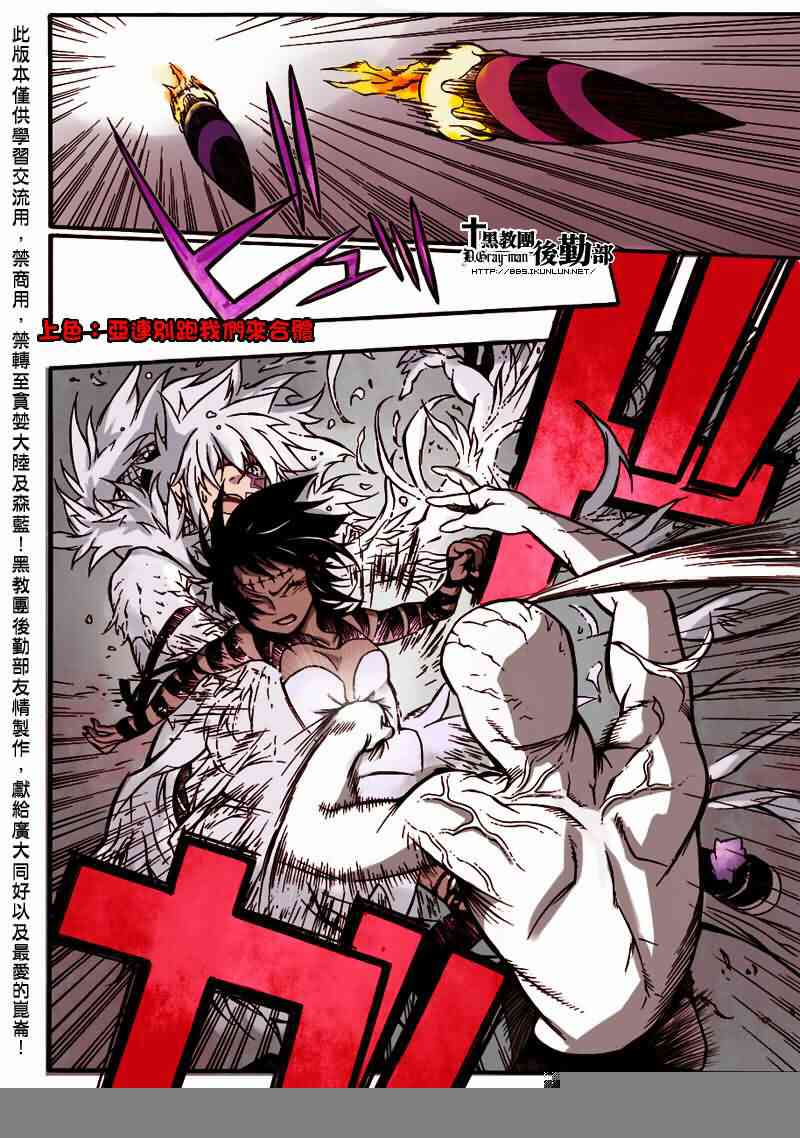 此版本僅供學習交流用，禁商用，禁轉至貪婪大陸及森藍！黑教團後勤部友情製作，獻給廣大同好以及最愛的崑崙！
ビュッ
黑教團
D.Gray-man 後勤部
HTTP://BBS.IKUNLUN.NET/
上色：亞連別跑我們來合體
ガッ